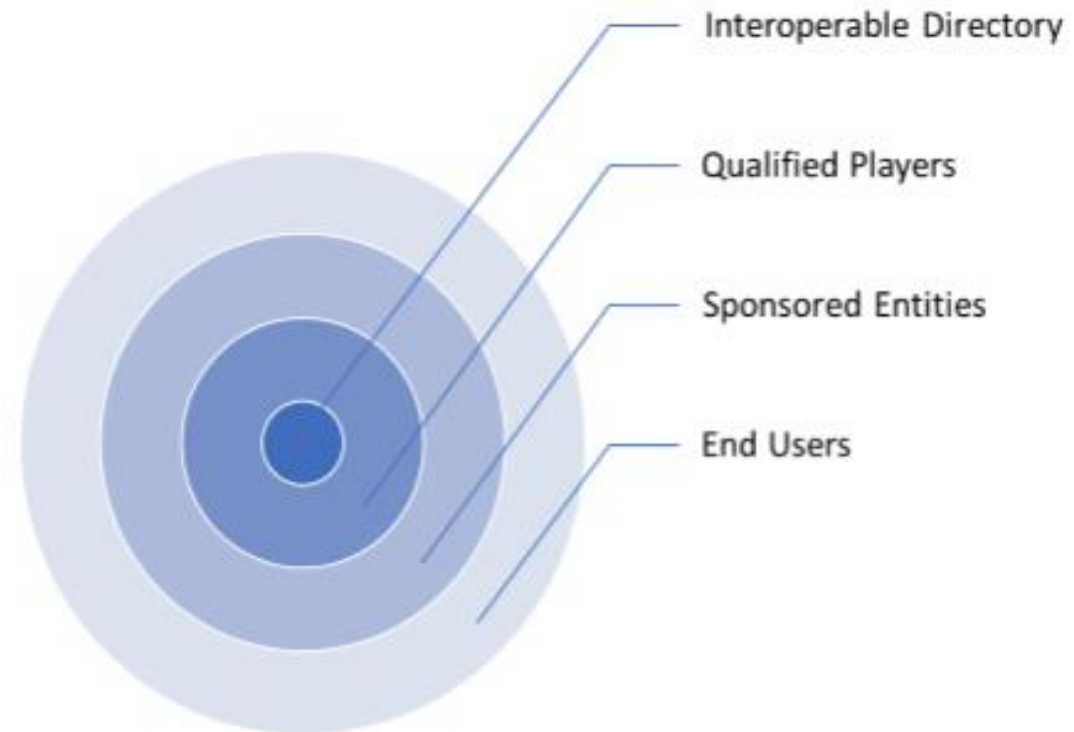 Interoperable Directory
Qualified Players
Sponsored Entities
End Users